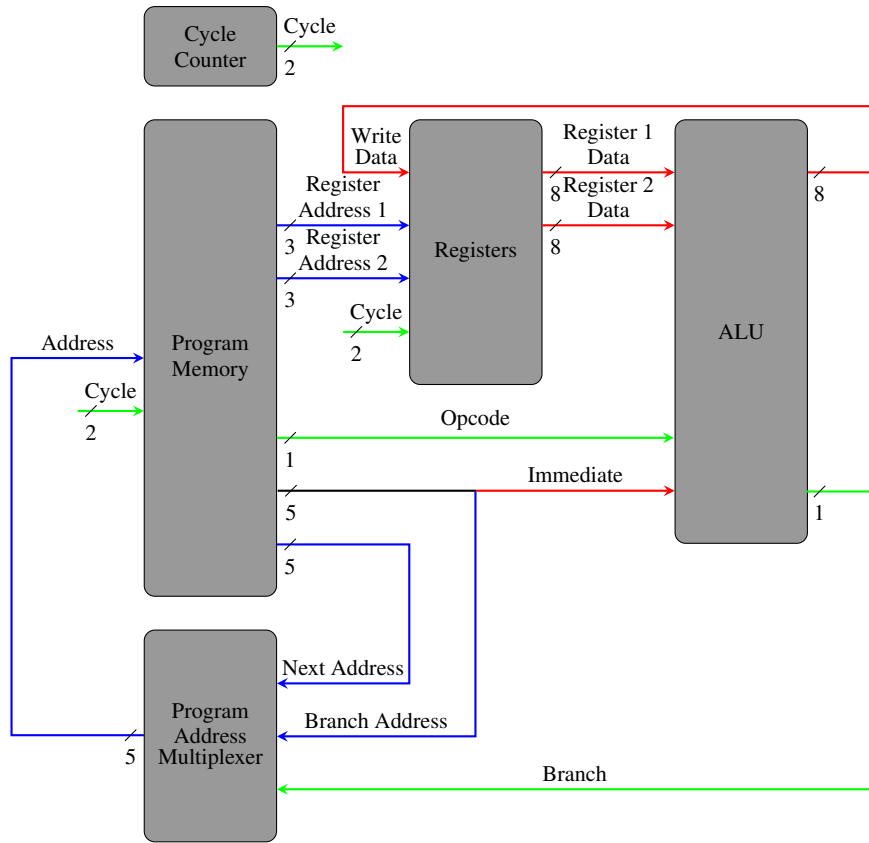 Cycle
Counter
Cycle
2
Write
Data
Register 1
Data
8
8
Register
Address 1
3
Register 2
Data
8
Register
Address 2
3
Registers
Cycle
2
ALU
Address
Program
Memory
Cycle
2
Opcode
1
Immediate
5
1
5
Next Address
Program
Address
Multiplexer
Branch Address
5
Branch